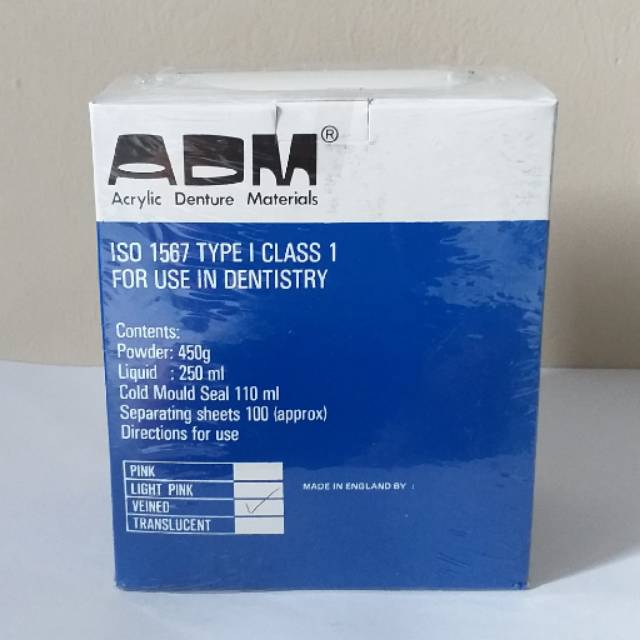 ADM®
Acrylic Denture Materials
ISO 1567 TYPE I CLASS 1
FOR USE IN DENTISTRY
Contents:
Powder: 450g
Liquid : 250 ml
Cold Mould Seal 110 ml
Separating sheets 100 (approx)
Directions for use
PINK
LIGHT PINK
VEINED ✓
TRANSLUCENT
MADE IN ENGLAND BY :